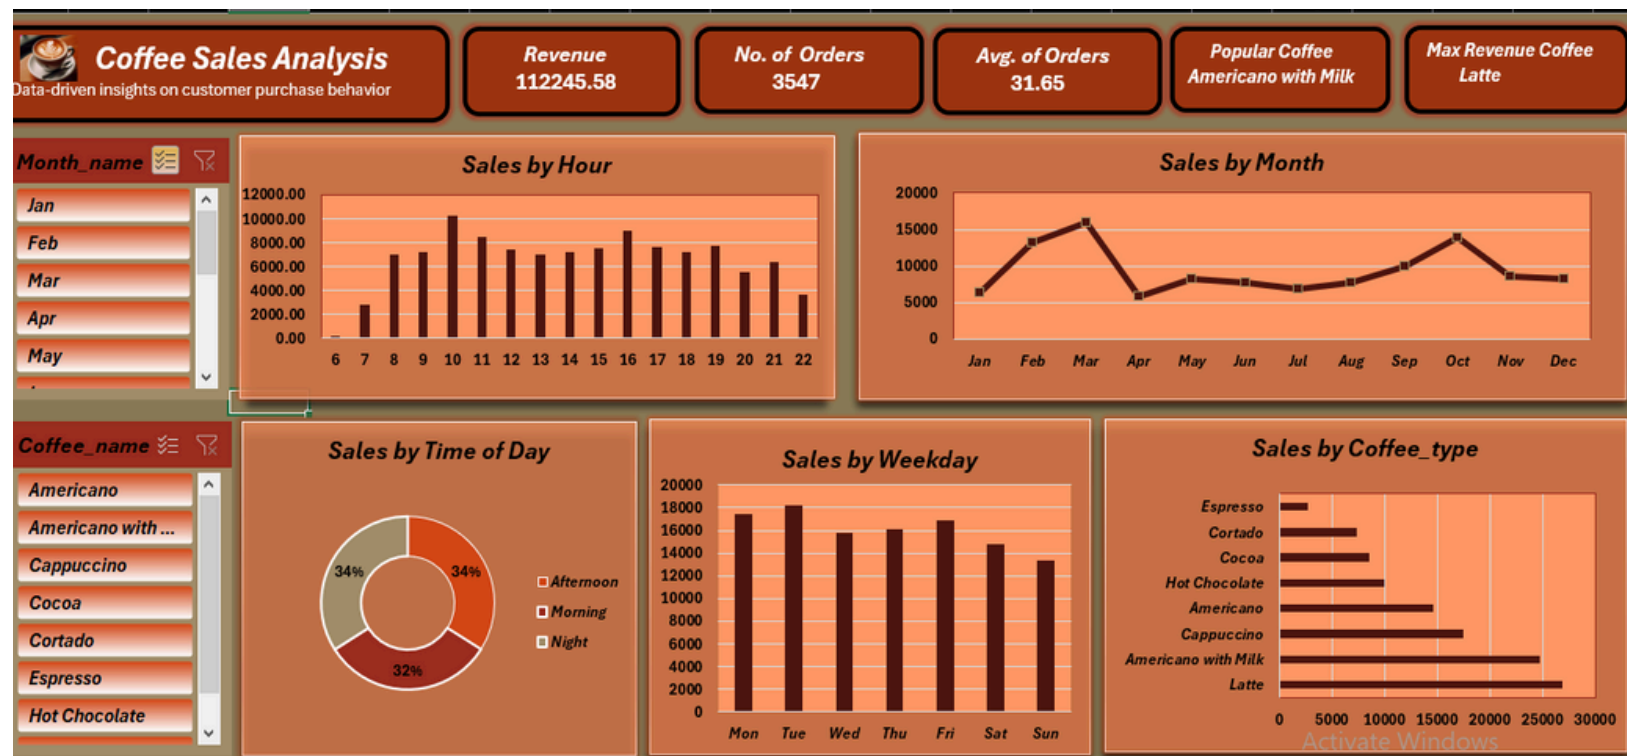 Coffee Sales Analysis
Data-driven insights on customer purchase behavior
Revenue
112245.58
No. of Orders
3547
Avg. of Orders
31.65
Popular Coffee
Americano with Milk
Max Revenue Coffee
Latte
Month_name
Jan
Feb
Mar
Apr
May
Sales by Hour
12000.00
10000.00
8000.00
6000.00
4000.00
2000.00
0.00
6 7 8 9 10 11 12 13 14 15 16 17 18 19 20 21 22
Sales by Month
20000
15000
10000
5000
0
Jan Feb Mar Apr May Jun Jul Aug Sep Oct Nov Dec
Coffee_name
Americano
Americano with ...
Cappuccino
Cocoa
Cortado
Espresso
Hot Chocolate
Sales by Time of Day
34%
34%
32%
Afternoon
Morning
Night
Sales by Weekday
20000
18000
16000
14000
12000
10000
8000
6000
4000
2000
0
Mon Tue Wed Thu Fri Sat Sun
Sales by Coffee_type
Espresso
Cortado
Cocoa
Hot Chocolate
Americano
Cappuccino
Americano with Milk
Latte
0 5000 10000 15000 20000 25000 30000
Activate Windows